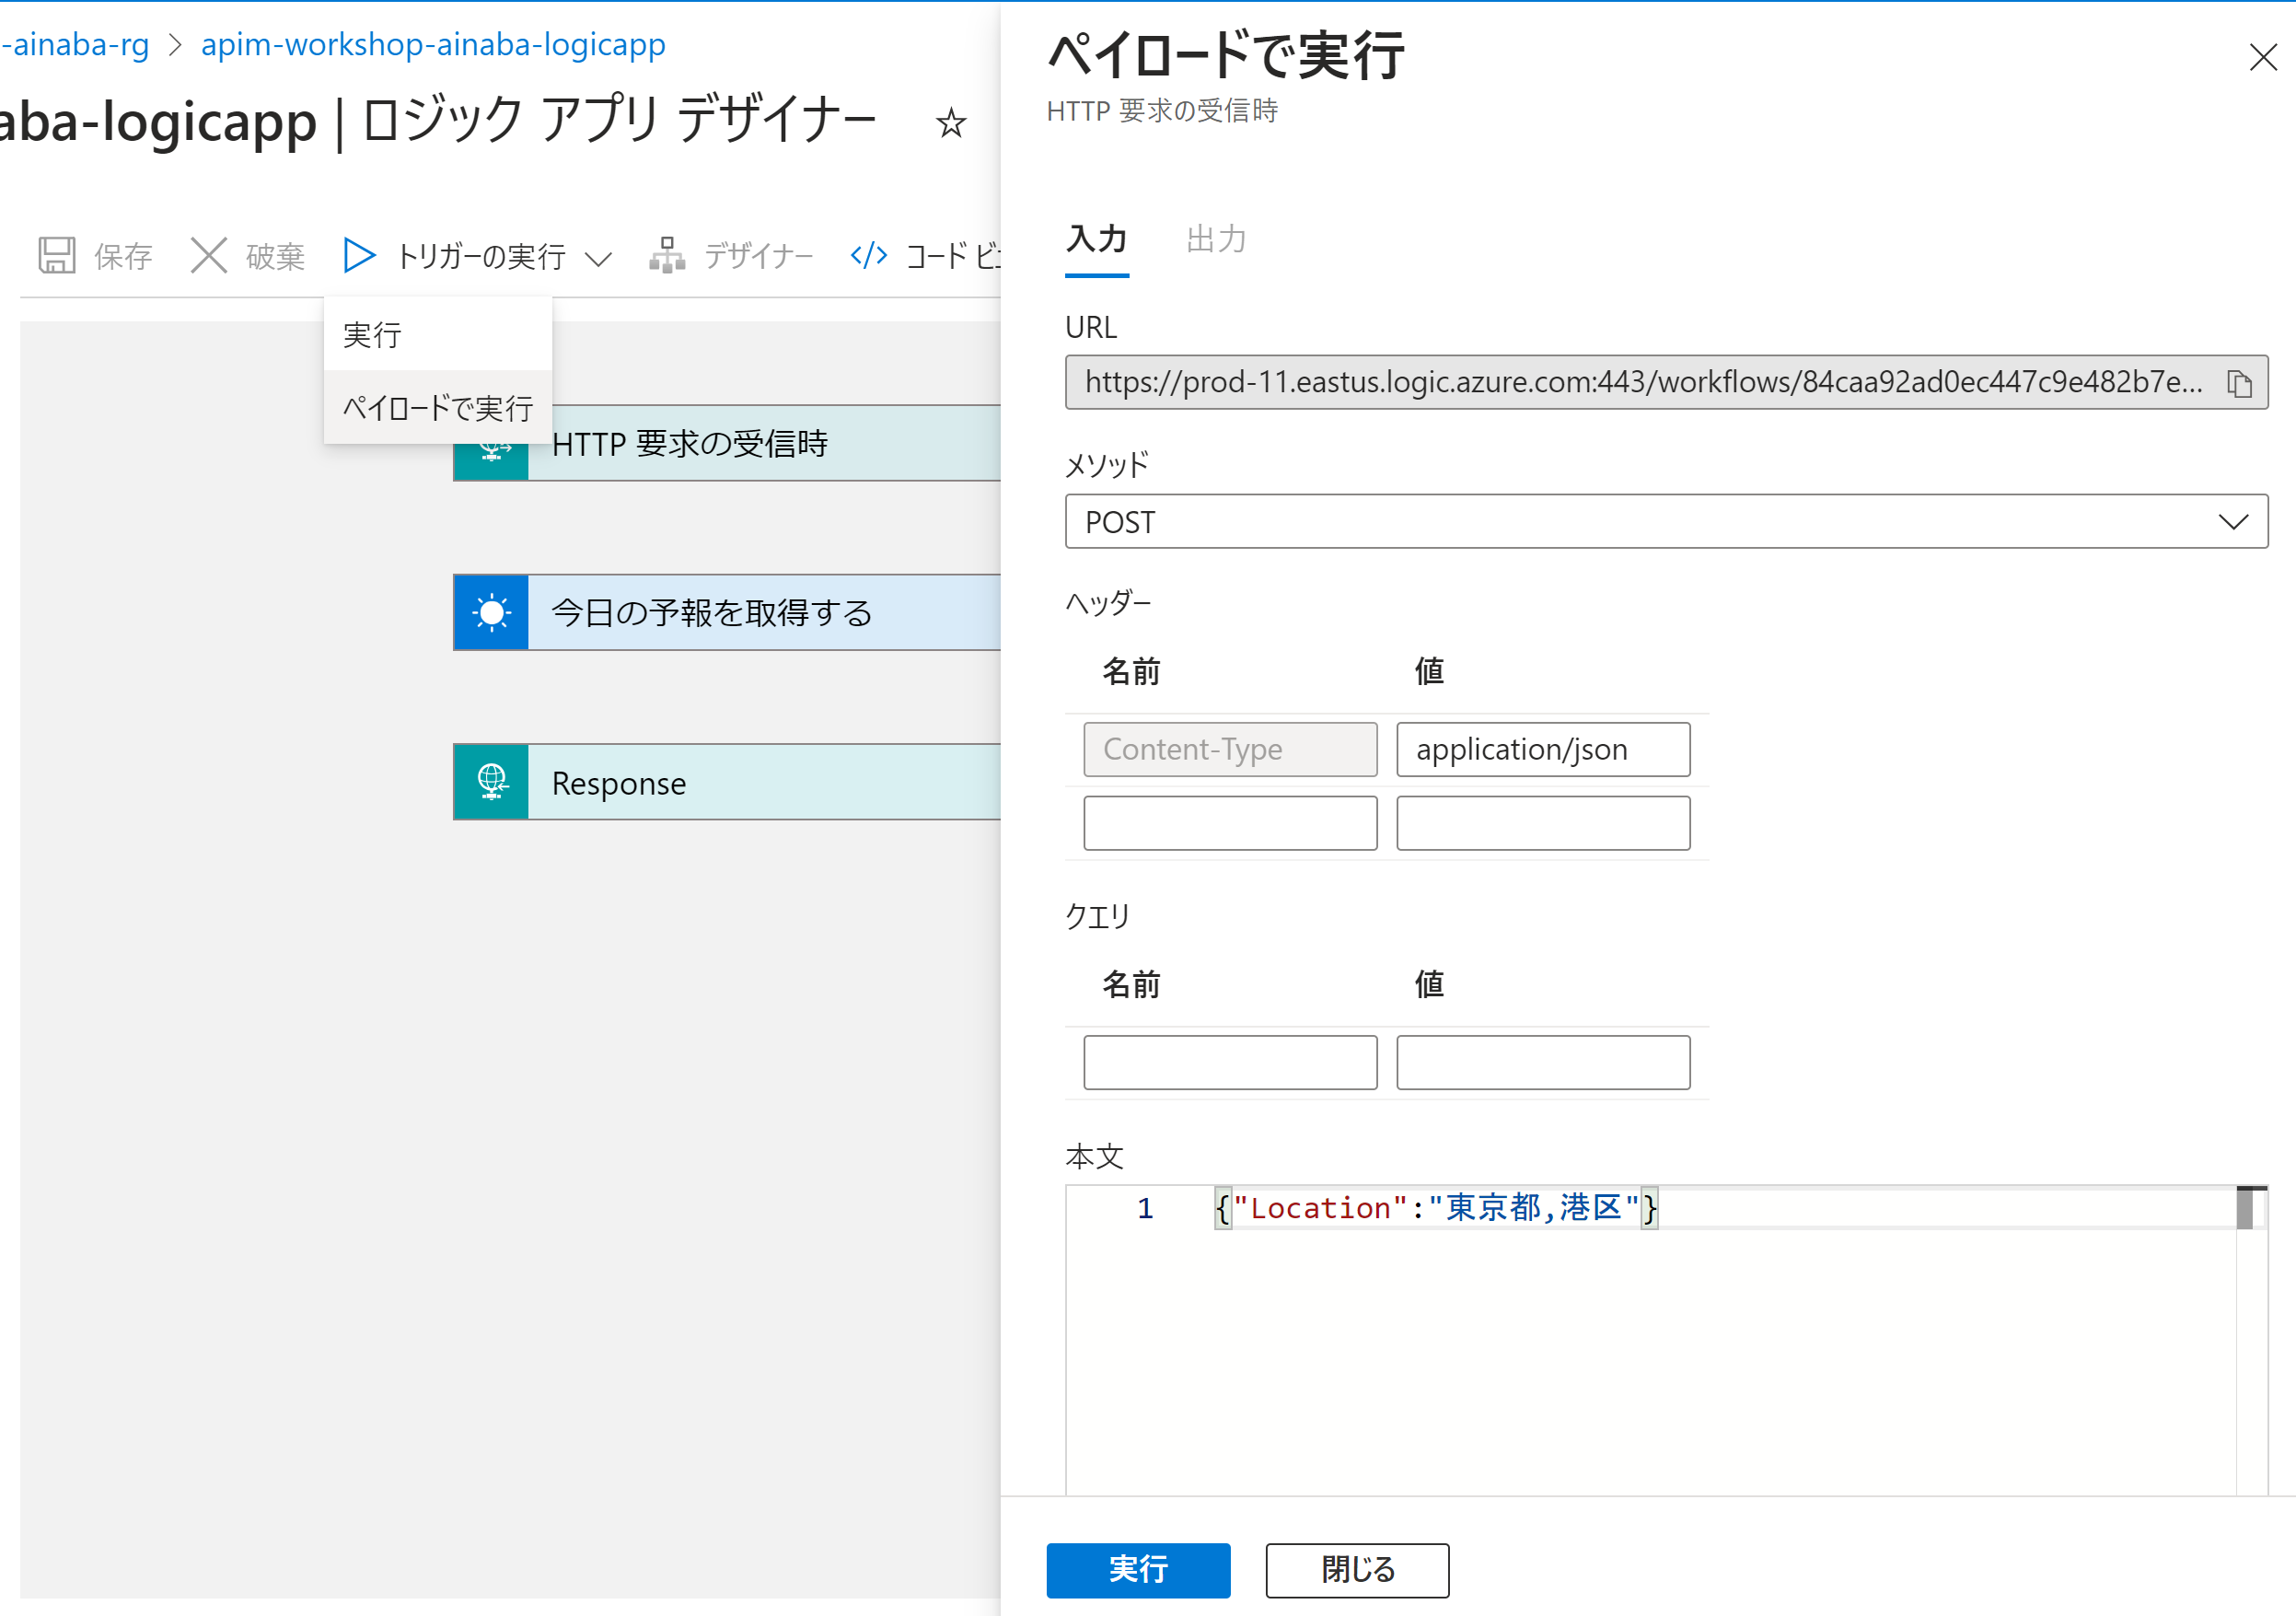 -ainaba-rg > apim-workshop-ainaba-logicapp
aba-logicapp | ロジック アプリ デザイナー
保存 破棄 トリガーの実行 デザイナー </> コード ビ
実行
ペイロードで実行
HTTP 要求の受信時
今日の予報を取得する
Response
ペイロードで実行
HTTP 要求の受信時
入力 出力
URL
https://prod-11.eastus.logic.azure.com:443/workflows/84caa92ad0ec447c9e482b7e...
メソッド
POST
ヘッダー
名前 値
Content-Type application/json
クエリ
名前 値
本文
1 {"Location":"東京都,港区"}
実行 閉じる